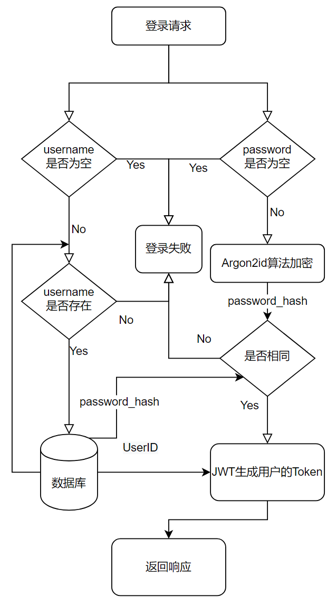 登录请求
username
是否为空
password
是否为空
Yes
Yes
No
No
登录失败
Argon2id算法加密
username
是否存在
password_hash
No
No
是否相同
Yes
password_hash
Yes
UserID
数据库
JWT生成用户的Token
返回响应